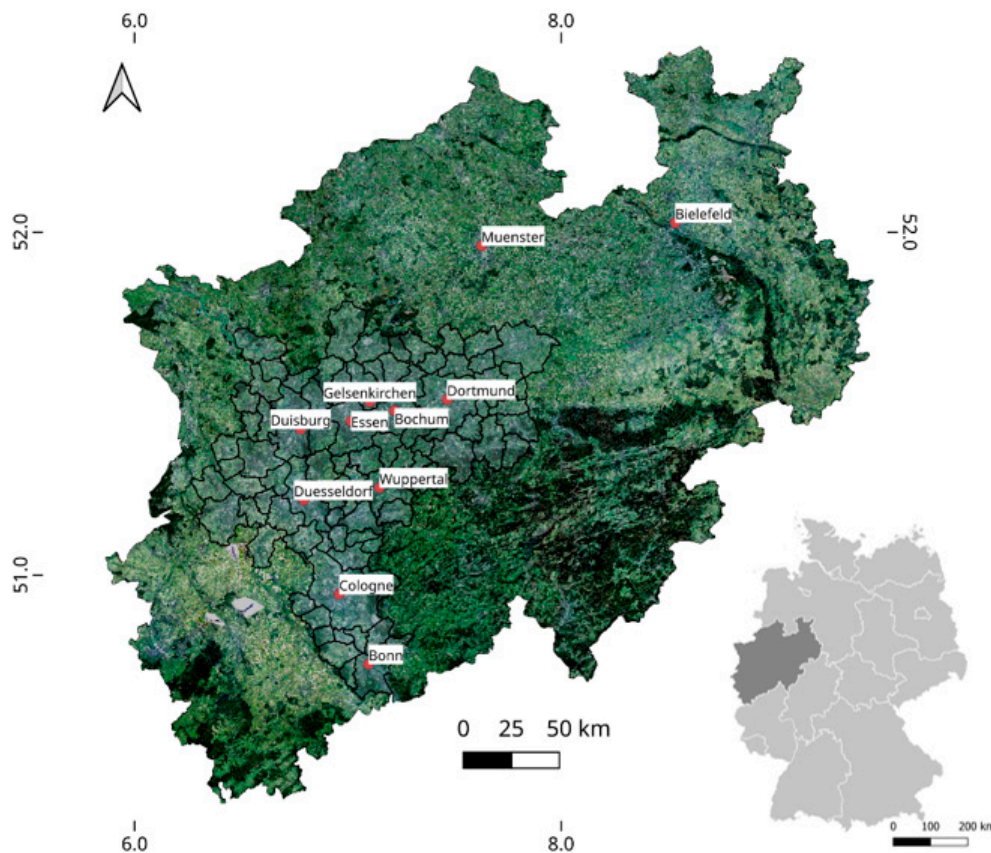 6.0
8.0
52.0
52.0
Bielefeld
Muenster
Gelsenkirchen
Dortmund
Duisburg
Essen
Bochum
Wuppertal
Duesseldorf
51.0
Cologne
Bonn
0 25 50 km
6.0
8.0
0 100 200 km